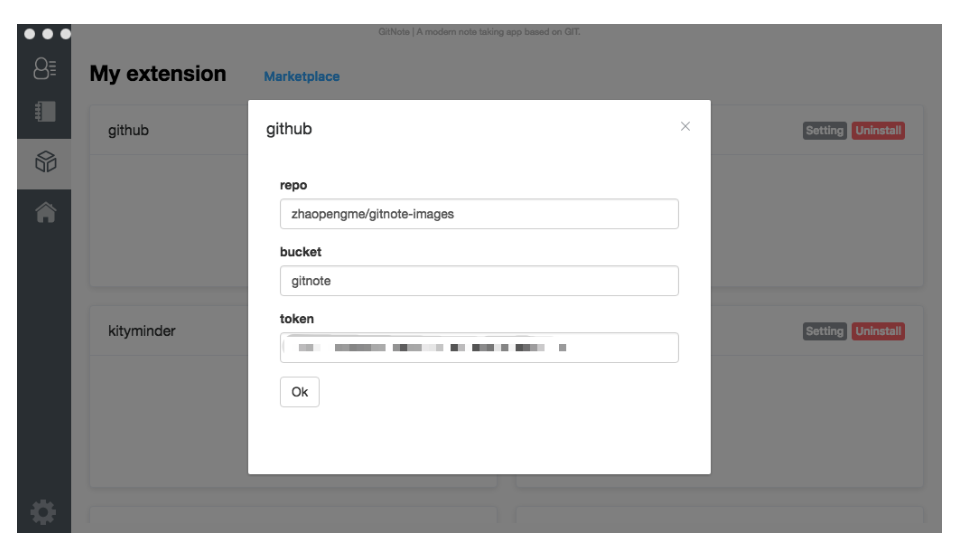 GitNote | A modern note taking app based on GIT.
My extension Marketplace
github Setting Uninstall
github
repo
zhaopengme/gitnote-images
bucket
gitnote
token
Ok
kityminder Setting Uninstall